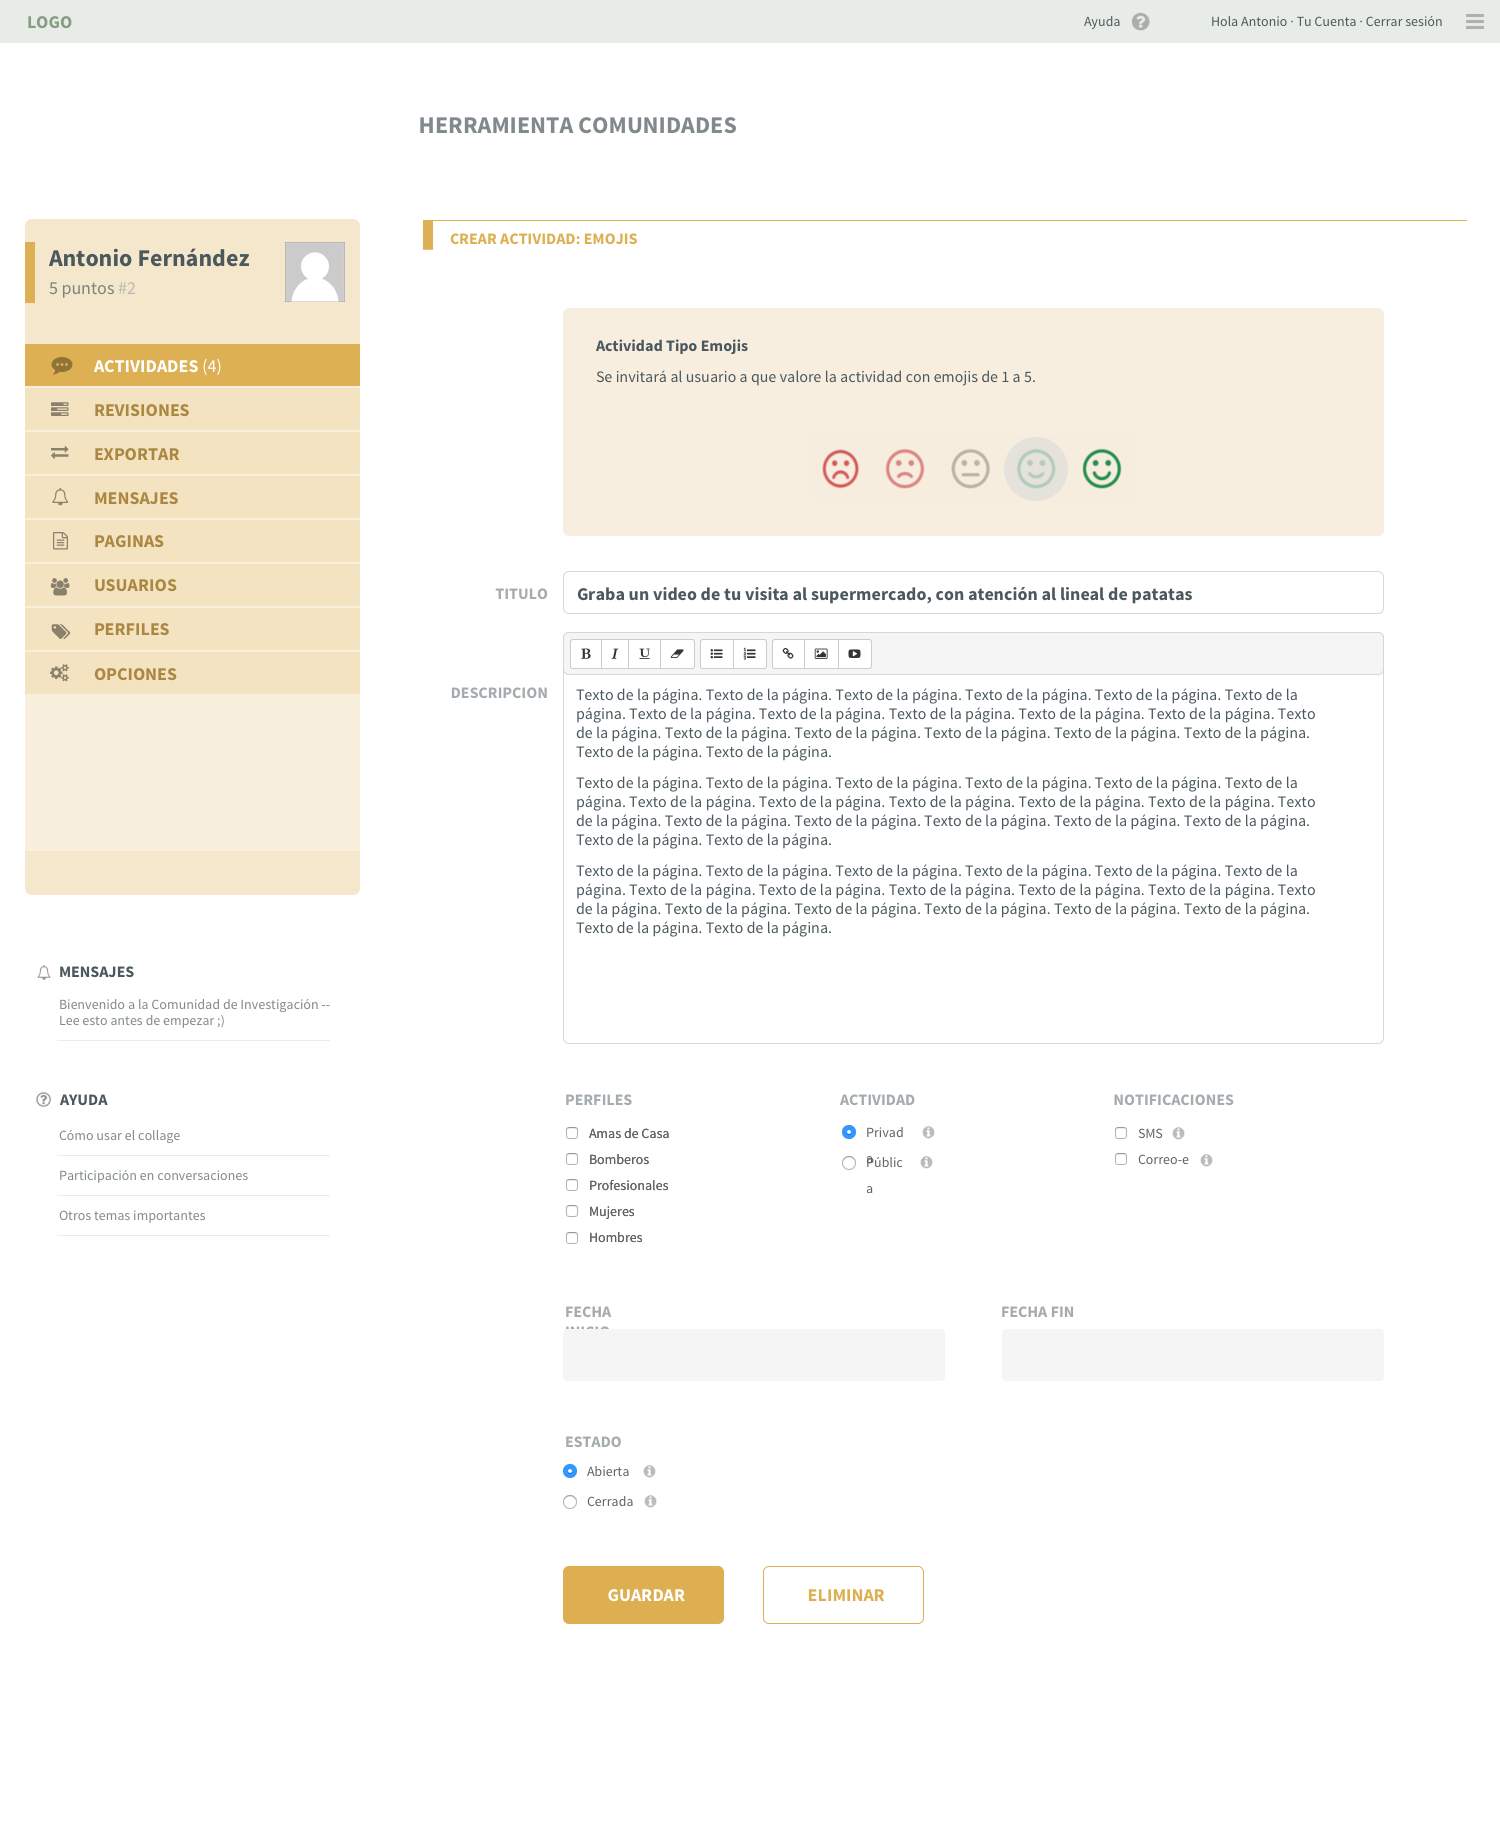 LOGO
Ayuda
Hola Antonio · Tu Cuenta · Cerrar sesión
HERRAMIENTA COMUNIDADES
Antonio Fernández
5 puntos #2
ACTIVIDADES (4)
REVISIONES
EXPORTAR
MENSAJES
PAGINAS
USUARIOS
PERFILES
OPCIONES
MENSAJES
Bienvenido a la Comunidad de Investigación --
Lee esto antes de empezar ;)
AYUDA
Cómo usar el collage
Participación en conversaciones
Otros temas importantes
CREAR ACTIVIDAD: EMOJIS
Actividad Tipo Emojis
Se invitará al usuario a que valore la actividad con emojis de 1 a 5.
TITULO
Graba un video de tu visita al supermercado, con atención al lineal de patatas
B I U
DESCRIPCION
Texto de la página. Texto de la página. Texto de la página. Texto de la página. Texto de la página. Texto de la
página. Texto de la página. Texto de la página. Texto de la página. Texto de la página. Texto de la página. Texto
de la página. Texto de la página. Texto de la página. Texto de la página. Texto de la página. Texto de la página.
Texto de la página. Texto de la página.
Texto de la página. Texto de la página. Texto de la página. Texto de la página. Texto de la página. Texto de la
página. Texto de la página. Texto de la página. Texto de la página. Texto de la página. Texto de la página. Texto
de la página. Texto de la página. Texto de la página. Texto de la página. Texto de la página. Texto de la página.
Texto de la página. Texto de la página.
Texto de la página. Texto de la página. Texto de la página. Texto de la página. Texto de la página. Texto de la
página. Texto de la página. Texto de la página. Texto de la página. Texto de la página. Texto de la página. Texto
de la página. Texto de la página. Texto de la página. Texto de la página. Texto de la página. Texto de la página.
Texto de la página. Texto de la página.
PERFILES
Amas de Casa
Bomberos
Profesionales
Mujeres
Hombres
ACTIVIDAD
Privad
a
Públic
a
NOTIFICACIONES
SMS
Correo-e
FECHA
INICIO
FECHA FIN
ESTADO
Abierta
Cerrada
GUARDAR
ELIMINAR